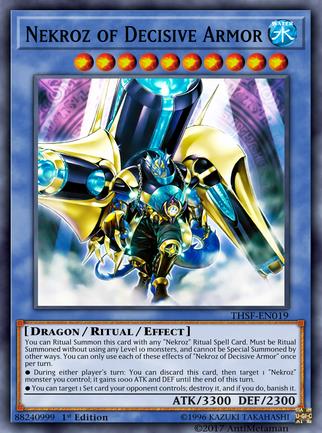 NEKROZ OF DECISIVE ARMOR
WATER
水
THSF-EN019
[DRAGON / RITUAL / EFFECT]
You can Ritual Summon this card with any "Nekroz" Ritual Spell Card. Must be Ritual
Summoned without using any Level 10 monsters, and cannot be Special Summoned by
other ways. You can only use each of these effects of "Nekroz of Decisive Armor" once
per turn.
● During either player's turn: You can discard this card, then target 1 "Nekroz"
monster you control; it gains 1000 ATK and DEF until the end of this turn.
● You can target 1 Set card your opponent controls; destroy it, and if you do, banish it.
ATK/3300 DEF/2300
88240999 1st Edition ©1996 KAZUKI TAKAHASHI
©2017 AntiMetaman